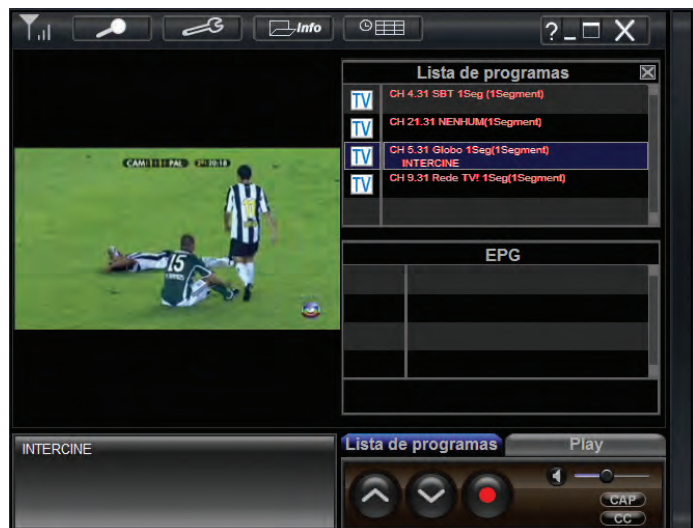 Info
? _ X
Lista de programas
TV CH 4.31 SBT 1Seg (1Segment)
TV CH 21.31 NENHUM(1Segment)
TV CH 5.31 Globo 1Seg(1Segment)
INTERCINE
TV CH 9.31 Rede TV! 1Seg(1Segment)
CAM PAL
17
15
EPG
INTERCINE
Lista de programas Play
CAP
CC